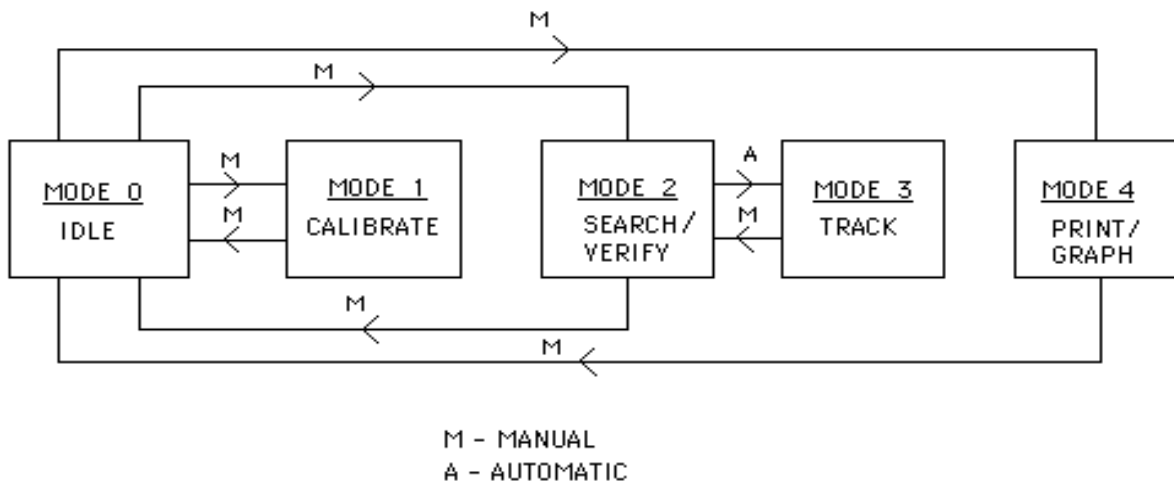 M
M
MODE 0
IDLE
M
M
MODE 1
CALIBRATE
MODE 2
SEARCH/
VERIFY
A
M
MODE 3
TRACK
MODE 4
PRINT/
GRAPH
M
M
M - MANUAL
A - AUTOMATIC